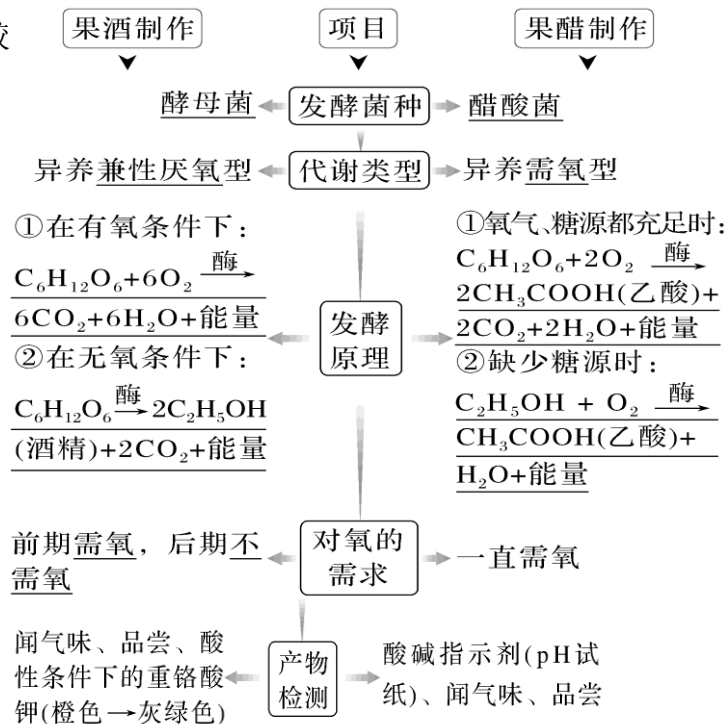 较
果酒制作 项目 果醋制作
酵母菌 发酵菌种 醋酸菌
异养兼性厌氧型 代谢类型 异养需氧型
①在有氧条件下：
C₆H₁₂O₆+6O₂ 酶→
6CO₂+6H₂O+能量
②在无氧条件下：
C₆H₁₂O₆ 酶→ 2C₂H₅OH
(酒精)+2CO₂+能量
发酵
原理
①氧气、糖源都充足时：
C₆H₁₂O₆+2O₂ 酶→
2CH₃COOH(乙酸)+
2CO₂+2H₂O+能量
②缺少糖源时：
C₂H₅OH + O₂ 酶→
CH₃COOH(乙酸)+
H₂O+能量
前期需氧，后期不
需氧
对氧的
需求
一直需氧
闻气味、品尝、酸
性条件下的重铬酸
钾(橙色→灰绿色)
产物
检测
酸碱指示剂(pH试
纸)、闻气味、品尝